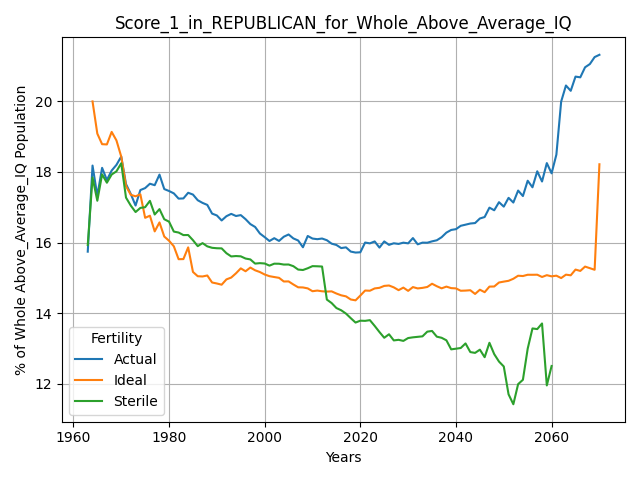 Score_1_in_REPUBLICAN_for_Whole_Above_Average_IQ
% of Whole Above_Average_IQ Population
20
18
16
14
12
Fertility
Actual
Ideal
Sterile
1960
1980
2000
2020
2040
2060
Years